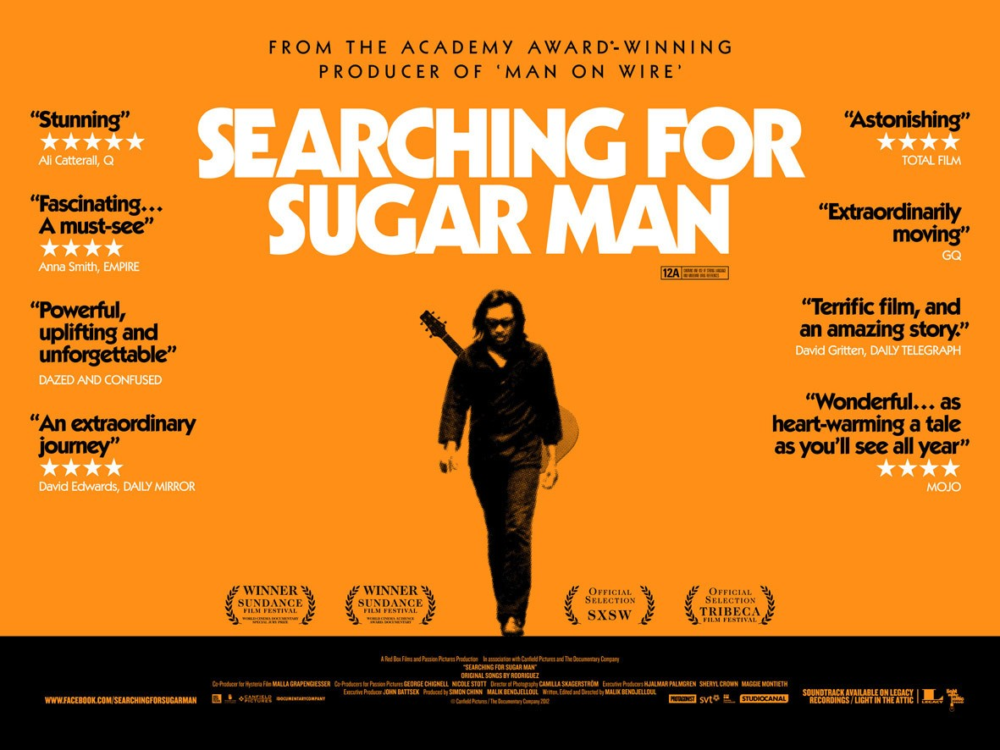 FROM THE ACADEMY AWARD®-WINNING
PRODUCER OF ‘MAN ON WIRE’
SEARCHING FOR
SUGAR MAN
12A
“Stunning”
★★★★★
Ali Catterall, Q
“Fascinating…
A must-see”
★★★★
Anna Smith, EMPIRE
“Powerful,
uplifting and
unforgettable”
DAZED AND CONFUSED
“An extraordinary
journey”
★★★★
David Edwards, DAILY MIRROR
“Astonishing”
★★★★
TOTAL FILM
“Extraordinarily
moving”
GQ
“Terrific film, and
an amazing story.”
David Gritten, DAILY TELEGRAPH
“Wonderful… as
heart-warming a tale
as you’ll see all year”
★★★★
MOJO
WINNER
SUNDANCE
FILM FESTIVAL
WORLD CINEMA DOCUMENTARY
SPECIAL JURY PRIZE
WINNER
SUNDANCE
FILM FESTIVAL
WORLD CINEMA AUDIENCE
AWARD: DOCUMENTARY
OFFICIAL
SELECTION
SXSW
OFFICIAL
SELECTION
TRIBECA
FILM FESTIVAL
A Red Box Films and Passion Pictures Production In association with Canfield Pictures and The Documentary Company
“SEARCHING FOR SUGAR MAN”
ORIGINAL SONGS BY RODRIGUEZ
Co-Producer for Hysteria Film MALLA GRAPENGIESSER Co-Producers for Passion Pictures GEORGE CHIGNELL NICOLE STOTT Director of Photography CAMILLA SKAGERSTRÖM Executive Producers HJALMAR PALMGREN SHERYL CROWN MAGGIE MONTIETH
Executive Producer JOHN BATTSEK Produced by SIMON CHINN MALIK BENDJELLOUL Written, Edited and Directed by MALIK BENDJELLOUL
© Canfield Pictures / The Documentary Company 2012
WWW.FACEBOOK.COM/SEARCHINGFORSUGARMAN
CANFIELD
PICTURES
THEDOCUMENTARYCOMPANY
PROTAGONIST
svt
STUDIOCANAL
SOUNDTRACK AVAILABLE ON LEGACY
RECORDINGS / LIGHT IN THE ATTIC
L
LEGACY
light
in the
attic